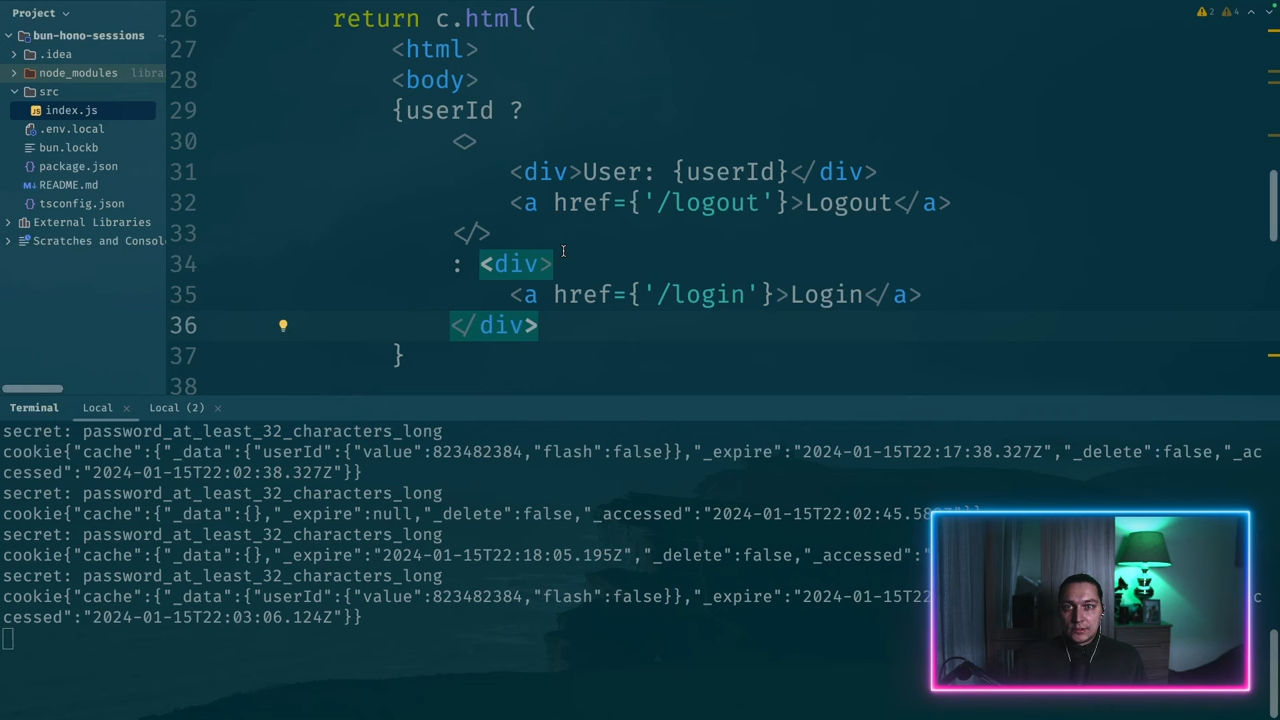 Project
bun-hono-sessions
.idea
node_modules libra
src
index.js
.env.local
bun.lockb
package.json
README.md
tsconfig.json
External Libraries
Scratches and Consol
2 4
26 return c.html(
27 <html>
28 <body>
29 {userId ?
30 <>
31 <div>User: {userId}</div>
32 <a href={'/logout'}>Logout</a>
33 </>
34 : <div>
35 <a href={'/login'}>Login</a>
36 </div>
37 }
38
Terminal Local × Local (2) ×
secret: password_at_least_32_characters_long
cookie{"cache":{"_data":{"userId":{"value":823482384,"flash":false}},"_expire":"2024-01-15T22:17:38.327Z","_delete":false,"_ac
cessed":"2024-01-15T22:02:38.327Z"}}
secret: password_at_least_32_characters_long
cookie{"cache":{"_data":{},"_expire":null,"_delete":false,"_accessed":"2024-01-15T22:02:45.58
secret: password_at_least_32_characters_long
cookie{"cache":{"_data":{},"_expire":"2024-01-15T22:18:05.195Z","_delete":false,"_accessed":"
secret: password_at_least_32_characters_long
cookie{"cache":{"_data":{"userId":{"value":823482384,"flash":false}},"_expire":"2024-01-15T22 c
cessed":"2024-01-15T22:03:06.124Z"}}